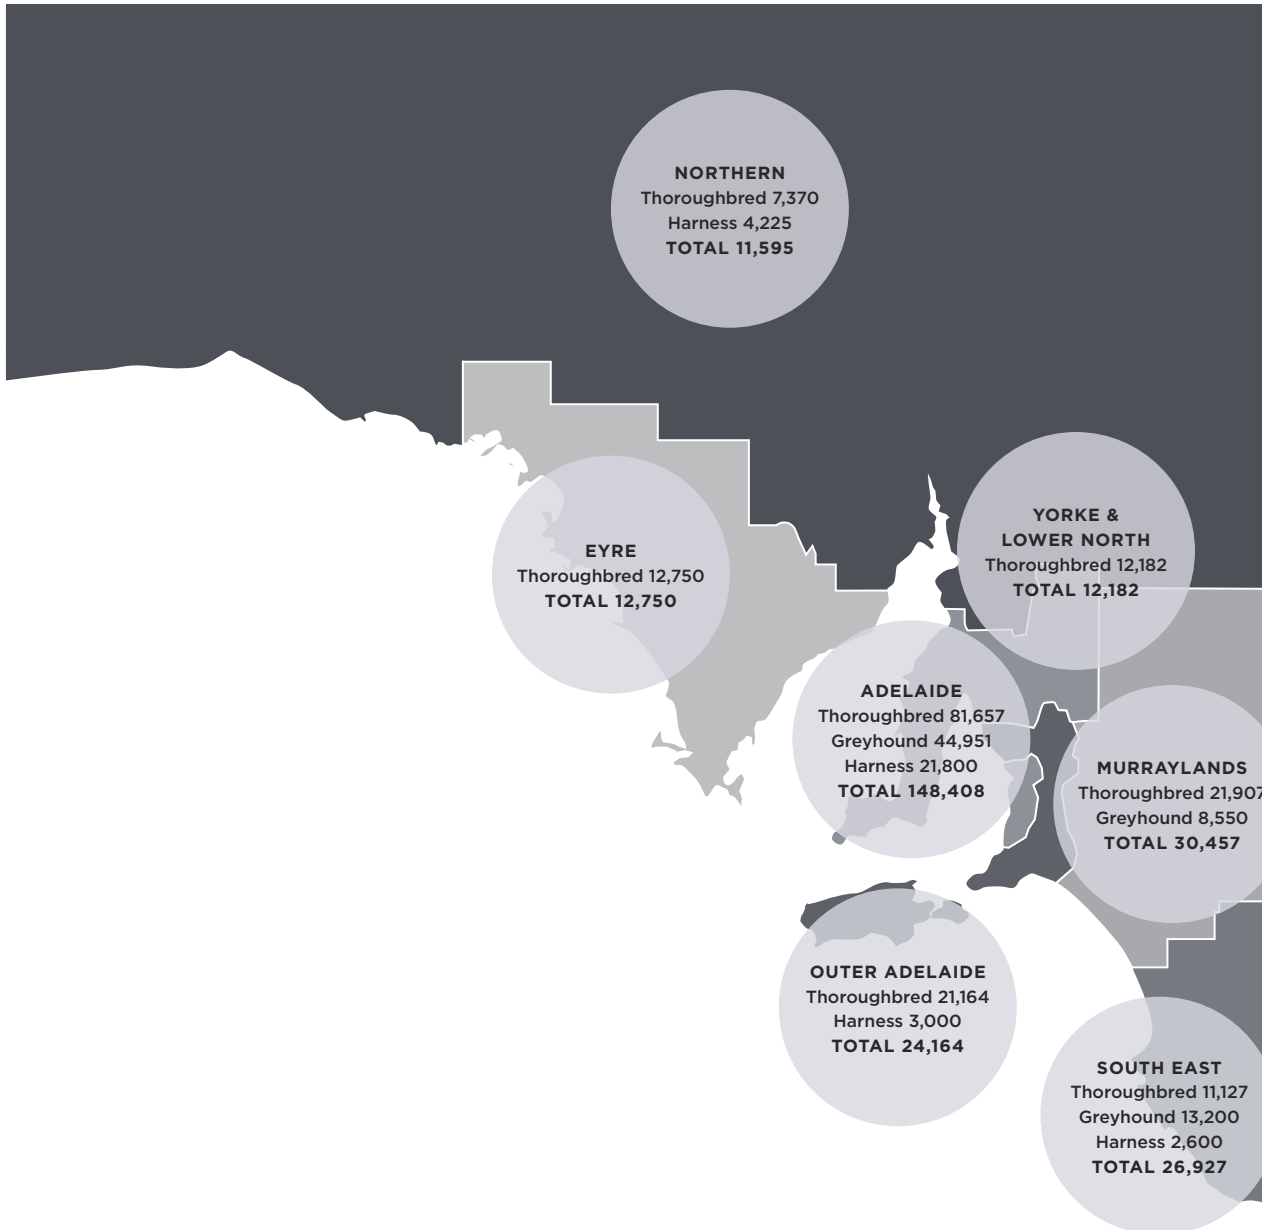 NORTHERN
Thoroughbred 7,370
Harness 4,225
TOTAL 11,595
EYRE
Thoroughbred 12,750
TOTAL 12,750
YORKE &
LOWER NORTH
Thoroughbred 12,182
TOTAL 12,182
ADELAIDE
Thoroughbred 81,657
Greyhound 44,951
Harness 21,800
TOTAL 148,408
MURRAYLANDS
Thoroughbred 21,907
Greyhound 8,550
TOTAL 30,457
OUTER ADELAIDE
Thoroughbred 21,164
Harness 3,000
TOTAL 24,164
SOUTH EAST
Thoroughbred 11,127
Greyhound 13,200
Harness 2,600
TOTAL 26,927